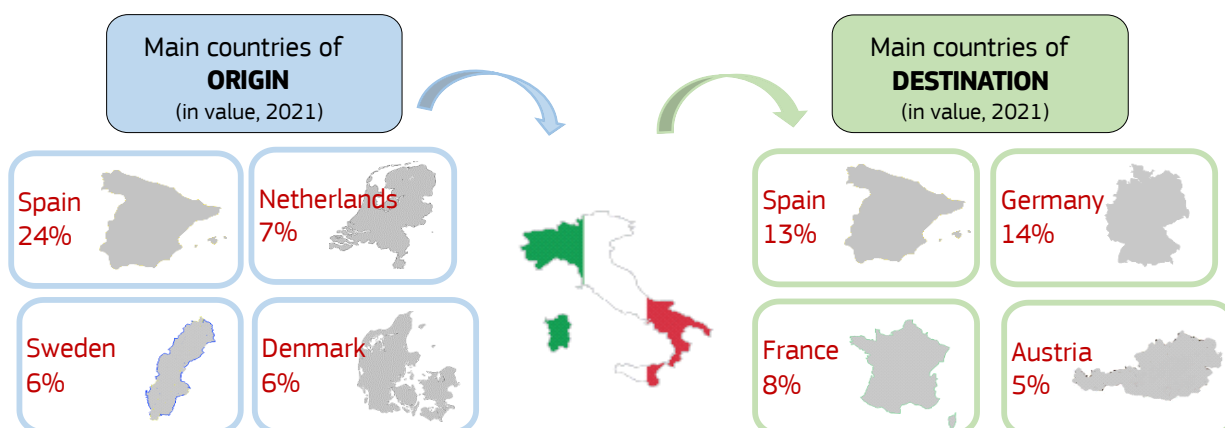 Main countries of
ORIGIN
(in value, 2021)
Main countries of
DESTINATION
(in value, 2021)
Spain
24%
Netherlands
7%
Sweden
6%
Denmark
6%
Spain
13%
Germany
14%
France
8%
Austria
5%